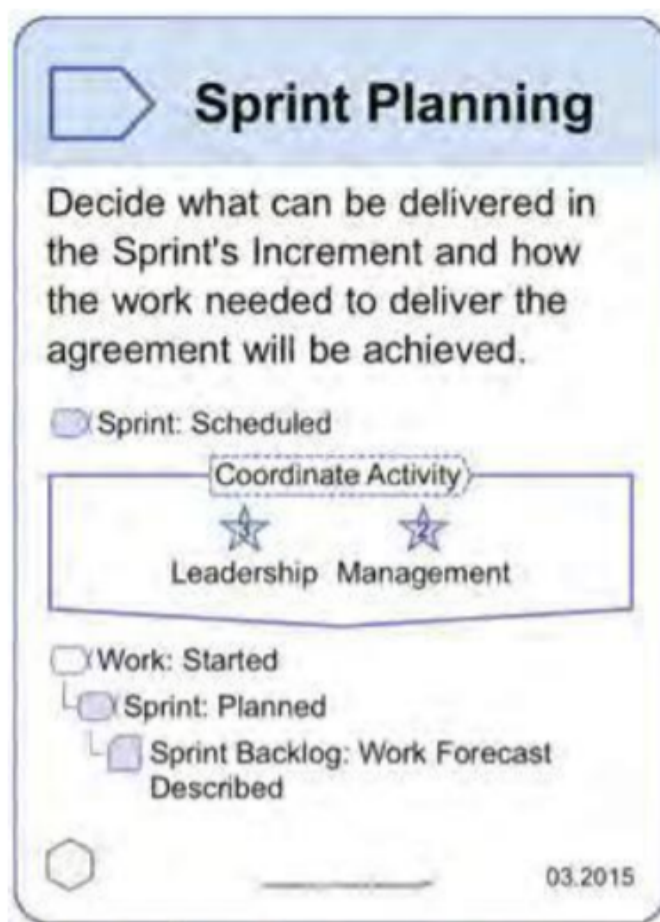 Sprint Planning
Decide what can be delivered in
the Sprint's Increment and how
the work needed to deliver the
agreement will be achieved.
Sprint: Scheduled
Coordinate Activity
3 2
Leadership Management
Work: Started
Sprint: Planned
Sprint Backlog: Work Forecast
Described
03.2015